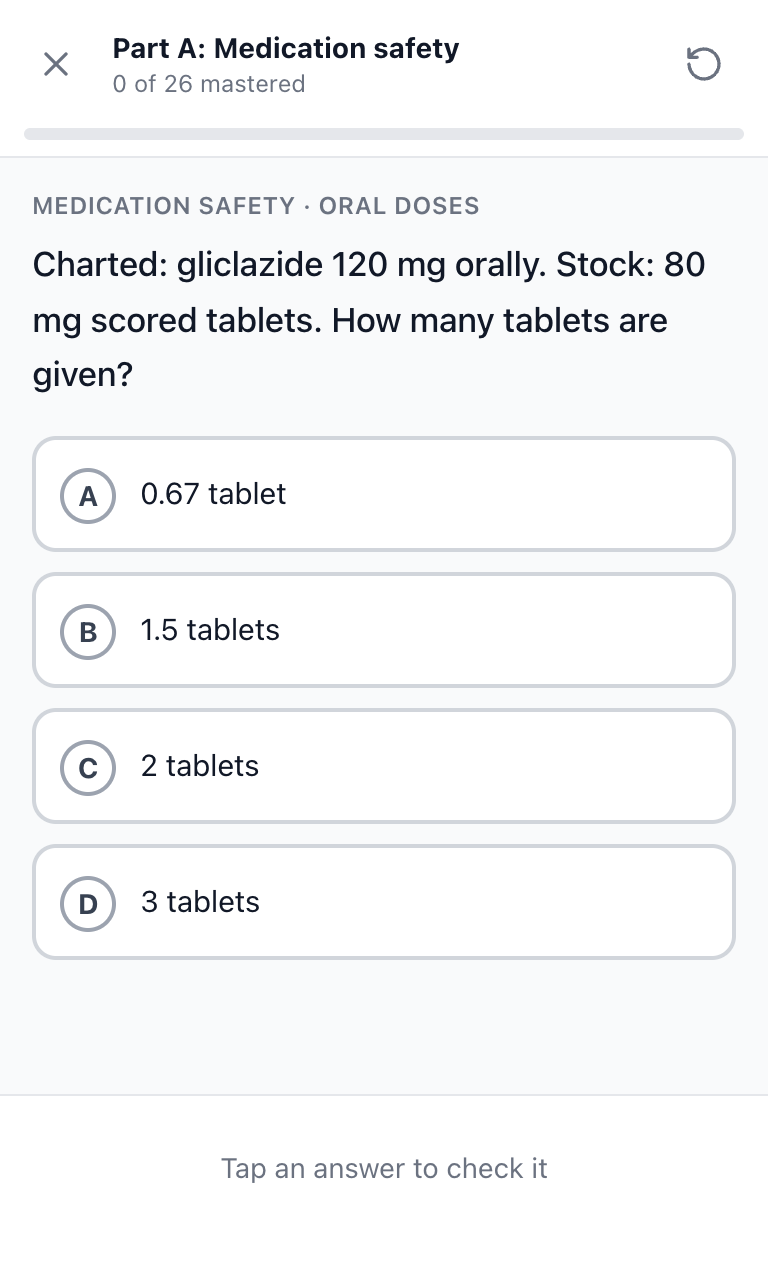 Part A: Medication safety
0 of 26 mastered
MEDICATION SAFETY · ORAL DOSES
Charted: gliclazide 120 mg orally. Stock: 80
mg scored tablets. How many tablets are
given?
A 0.67 tablet
B 1.5 tablets
C 2 tablets
D 3 tablets
Tap an answer to check it